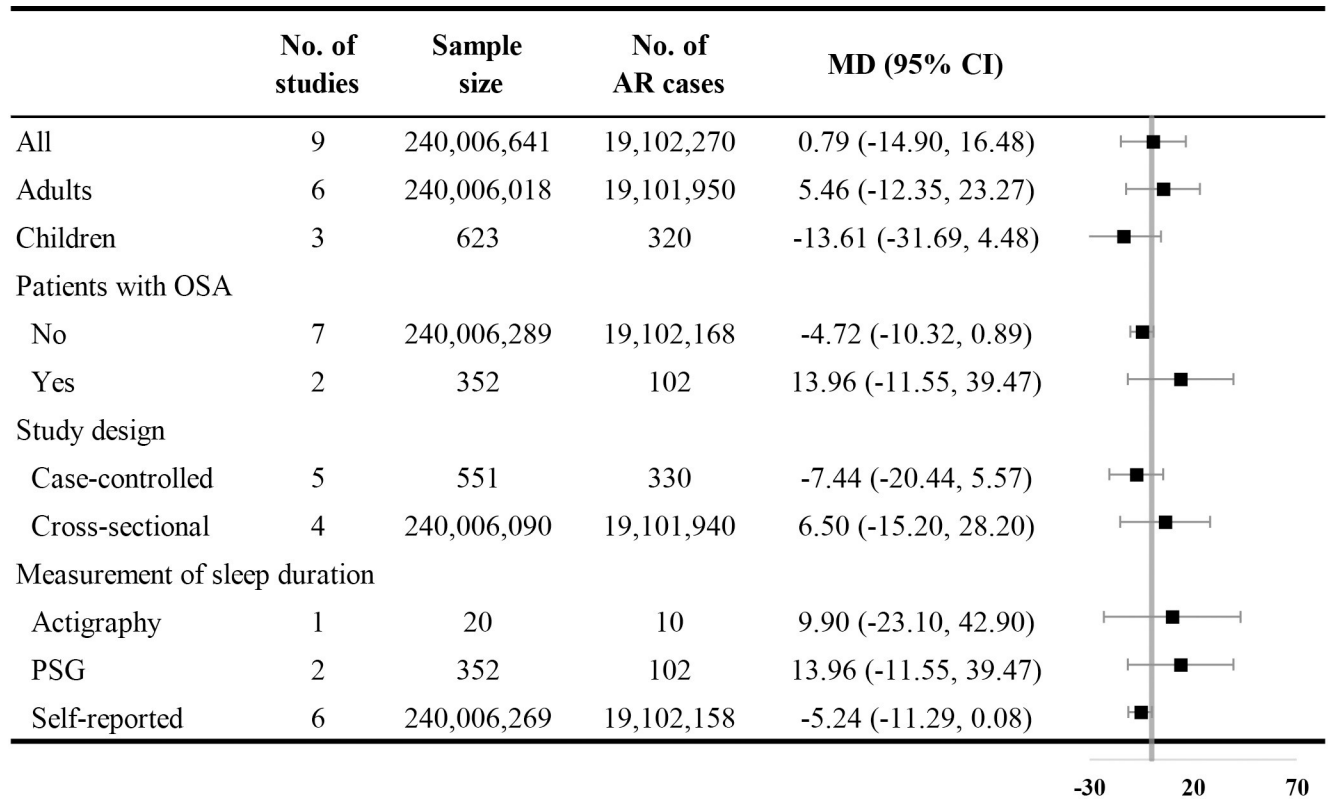 No. of studies Sample size No. of AR cases MD (95% CI)
All 9 240,006,641 19,102,270 0.79 (-14.90, 16.48)
Adults 6 240,006,018 19,101,950 5.46 (-12.35, 23.27)
Children 3 623 320 -13.61 (-31.69, 4.48)
Patients with OSA
No 7 240,006,289 19,102,168 -4.72 (-10.32, 0.89)
Yes 2 352 102 13.96 (-11.55, 39.47)
Study design
Case-controlled 5 551 330 -7.44 (-20.44, 5.57)
Cross-sectional 4 240,006,090 19,101,940 6.50 (-15.20, 28.20)
Measurement of sleep duration
Actigraphy 1 20 10 9.90 (-23.10, 42.90)
PSG 2 352 102 13.96 (-11.55, 39.47)
Self-reported 6 240,006,269 19,102,158 -5.24 (-11.29, 0.08)
-30 20 70